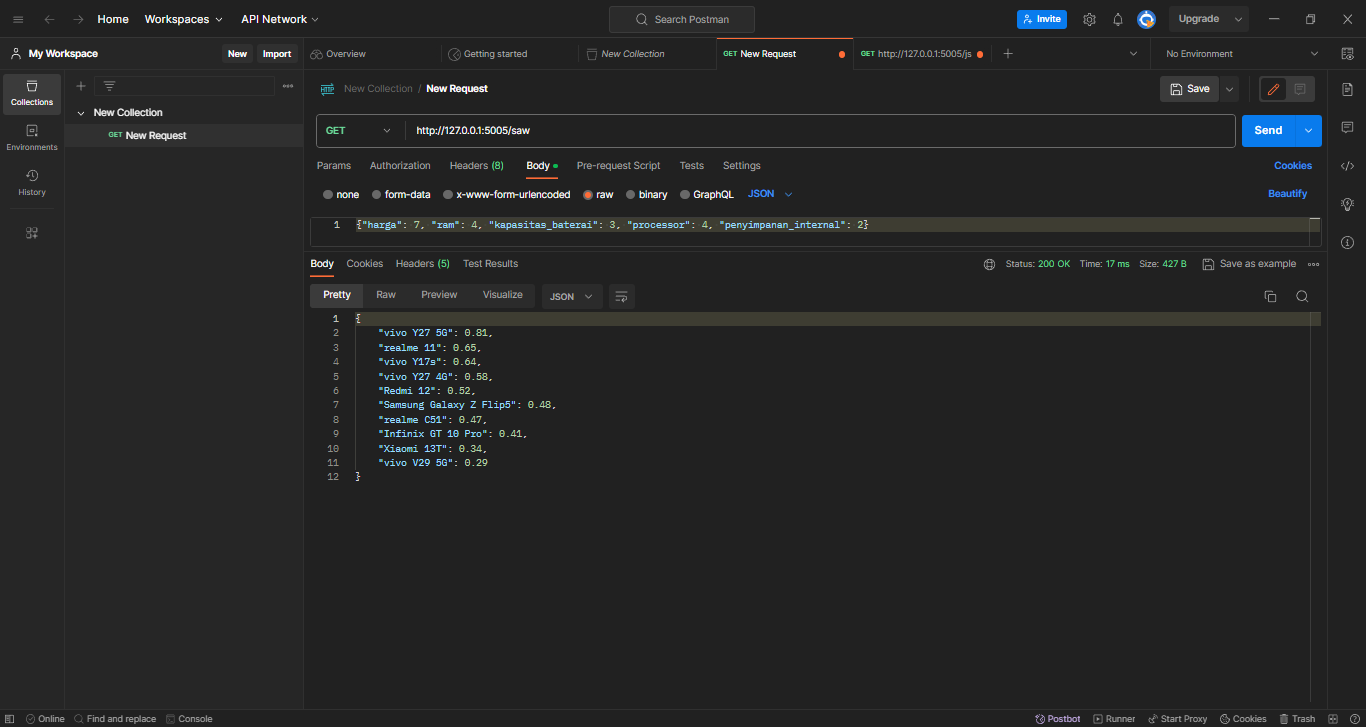 Home Workspaces API Network Search Postman Invite Upgrade
My Workspace New Import Overview Getting started New Collection GET New Request GET http://127.0.0.1:5005/js No Environment
Collections
Environments
History
New Collection
GET New Request
HTTP New Collection / New Request Save
GET http://127.0.0.1:5005/saw Send
Params Authorization Headers (8) Body Pre-request Script Tests Settings Cookies
none form-data x-www-form-urlencoded raw binary GraphQL JSON Beautify
1 {"harga": 7, "ram": 4, "kapasitas_baterai": 3, "processor": 4, "penyimpanan_internal": 2}
Body Cookies Headers (5) Test Results Status: 200 OK Time: 17 ms Size: 427 B Save as example
Pretty Raw Preview Visualize JSON
1 {
2 "vivo Y27 5G": 0.81,
3 "realme 11": 0.65,
4 "vivo Y17s": 0.64,
5 "vivo Y27 4G": 0.58,
6 "Redmi 12": 0.52,
7 "Samsung Galaxy Z Flip5": 0.48,
8 "realme C51": 0.47,
9 "Infinix GT 10 Pro": 0.41,
10 "Xiaomi 13T": 0.34,
11 "vivo V29 5G": 0.29
12 }
Online Find and replace Console Postbot Runner Start Proxy Cookies Trash